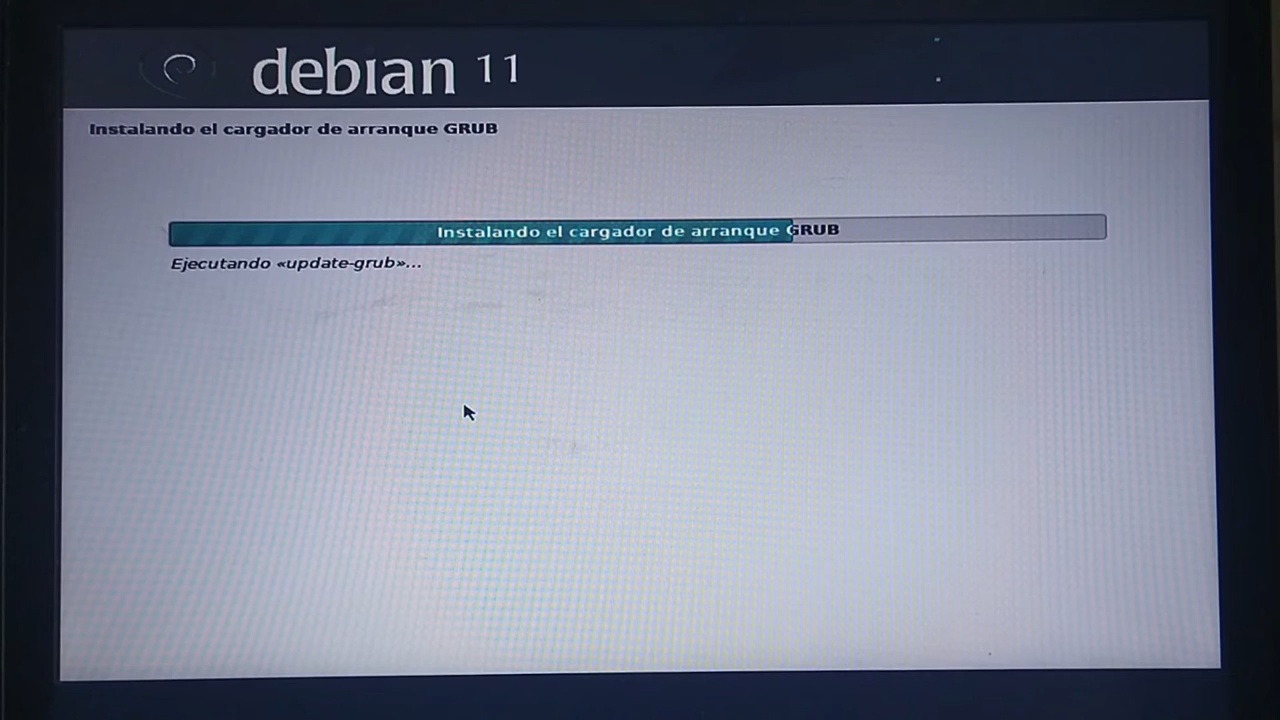 debian 11
Instalando el cargador de arranque GRUB
Instalando el cargador de arranque GRUB
Ejecutando «update-grub»...